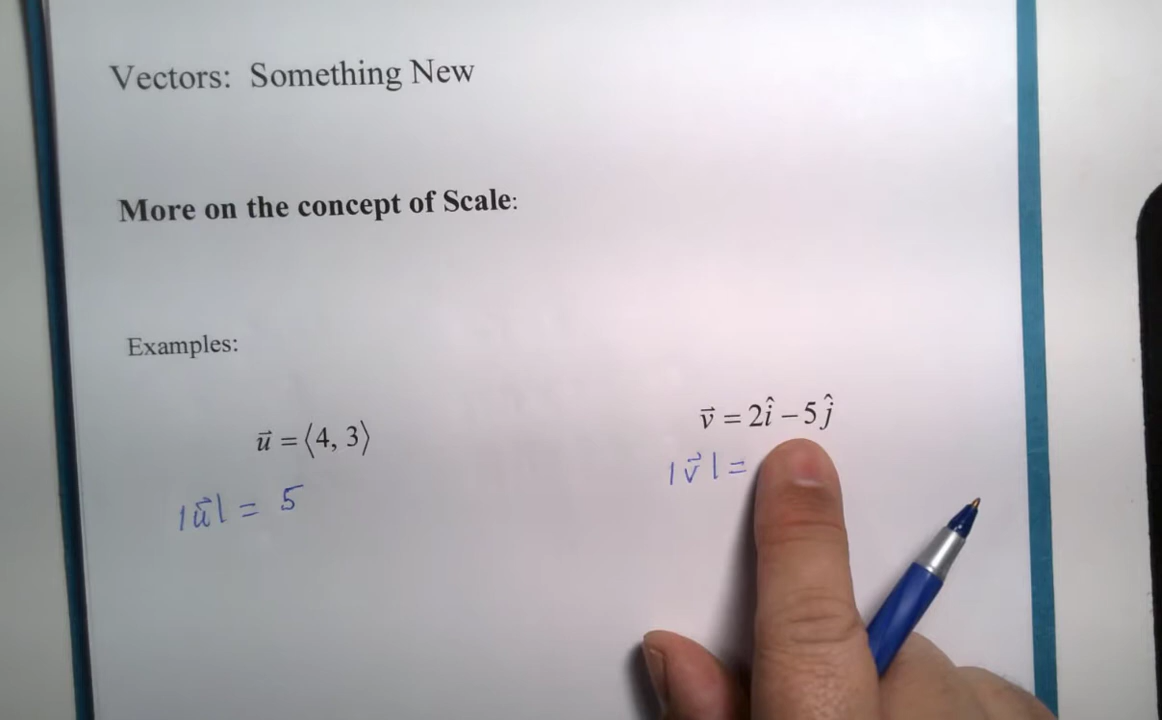 Vectors: Something New
More on the concept of Scale:
Examples:
u⃗ = ⟨4, 3⟩
v⃗ = 2î − 5ĵ
|u⃗| = 5
|v⃗| =